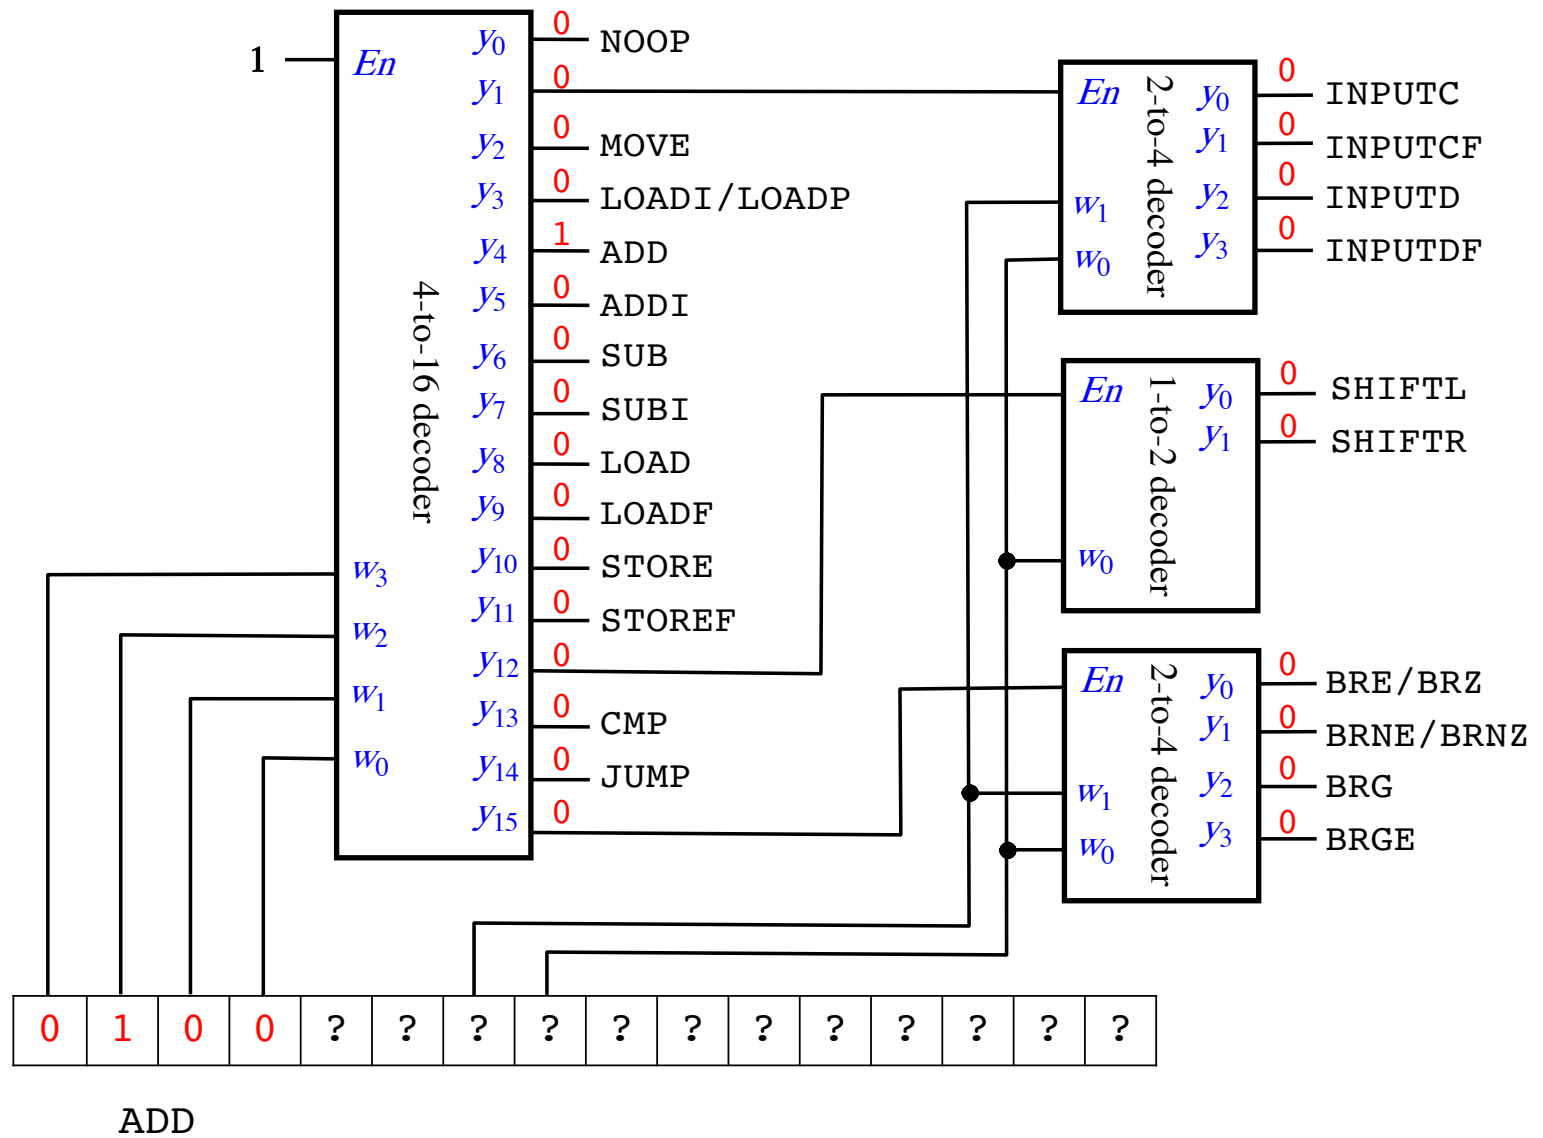 1
En
4-to-16 decoder
w3
w2
w1
w0
y0 0 NOOP
y1 0
y2 0 MOVE
y3 0 LOADI/LOADP
y4 1 ADD
y5 0 ADDI
y6 0 SUB
y7 0 SUBI
y8 0 LOAD
y9 0 LOADF
y10 0 STORE
y11 0 STOREF
y12 0
y13 0 CMP
y14 0 JUMP
y15 0
En
w1
w0
2-to-4 decoder
y0 0 INPUTC
y1 0 INPUTCF
y2 0 INPUTD
y3 0 INPUTDF
En
w0
1-to-2 decoder
y0 0 SHIFTL
y1 0 SHIFTR
En
w1
w0
2-to-4 decoder
y0 0 BRE/BRZ
y1 0 BRNE/BRNZ
y2 0 BRG
y3 0 BRGE
0 1 0 0 ? ? ? ? ? ? ? ? ? ? ? ?
ADD